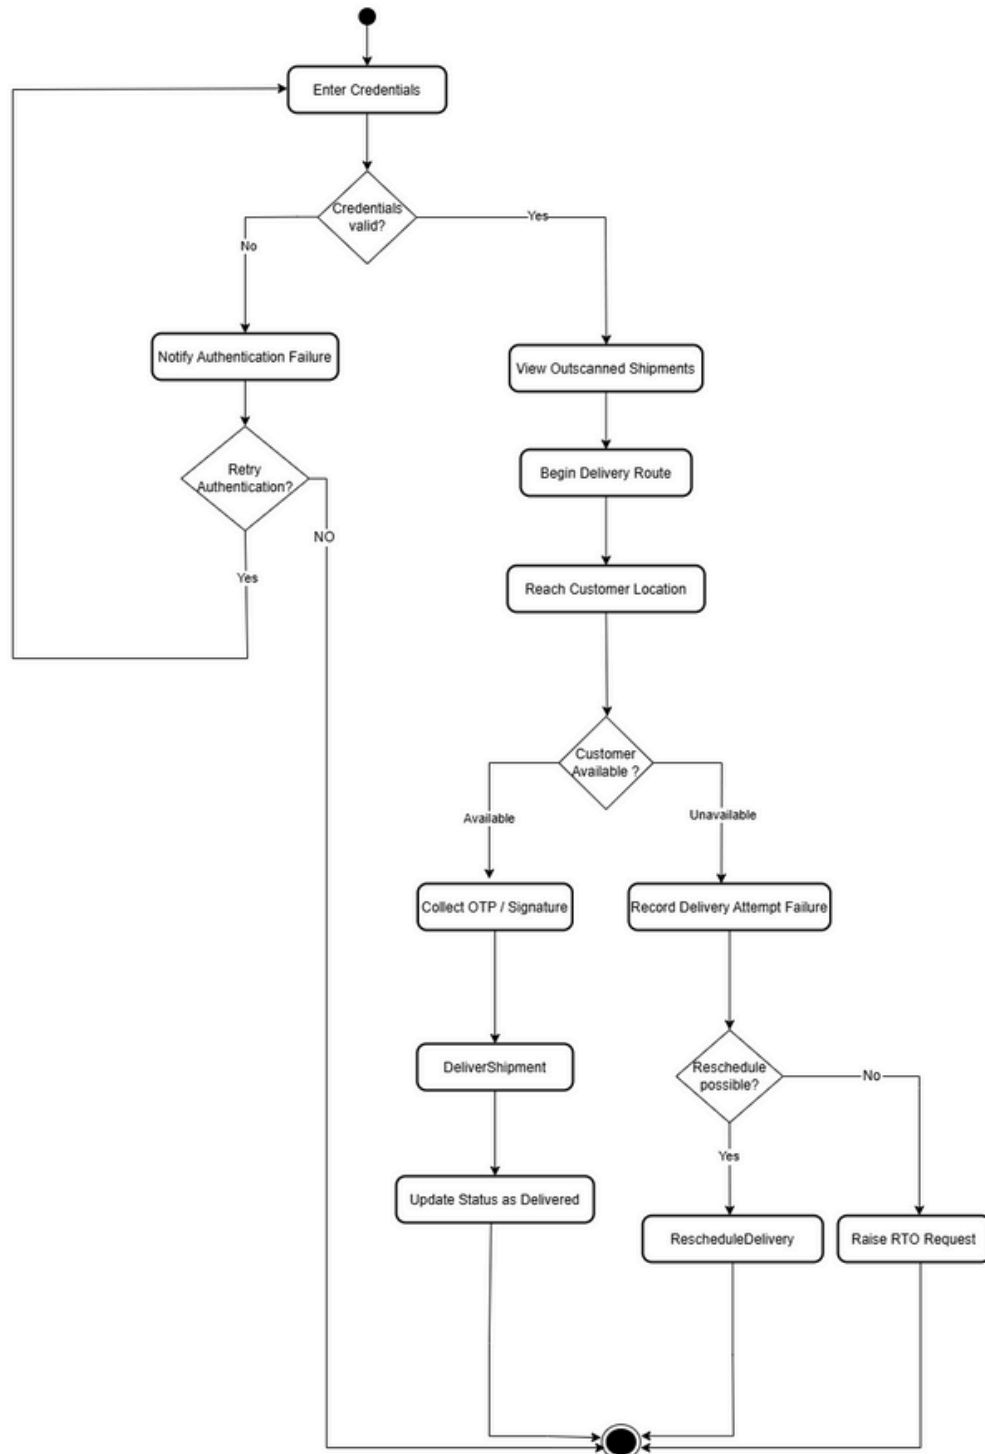 Enter Credentials
Credentials
valid?
Yes
No
Notify Authentication Failure
View Outscanned Shipments
Retry
Authentication?
Begin Delivery Route
NO
Yes
Reach Customer Location
Customer
Available ?
Available
Unavailable
Collect OTP / Signature
Record Delivery Attempt Failure
DeliverShipment
Reschedule
possible?
No
Yes
Update Status as Delivered
RescheduleDelivery
Raise RTO Request